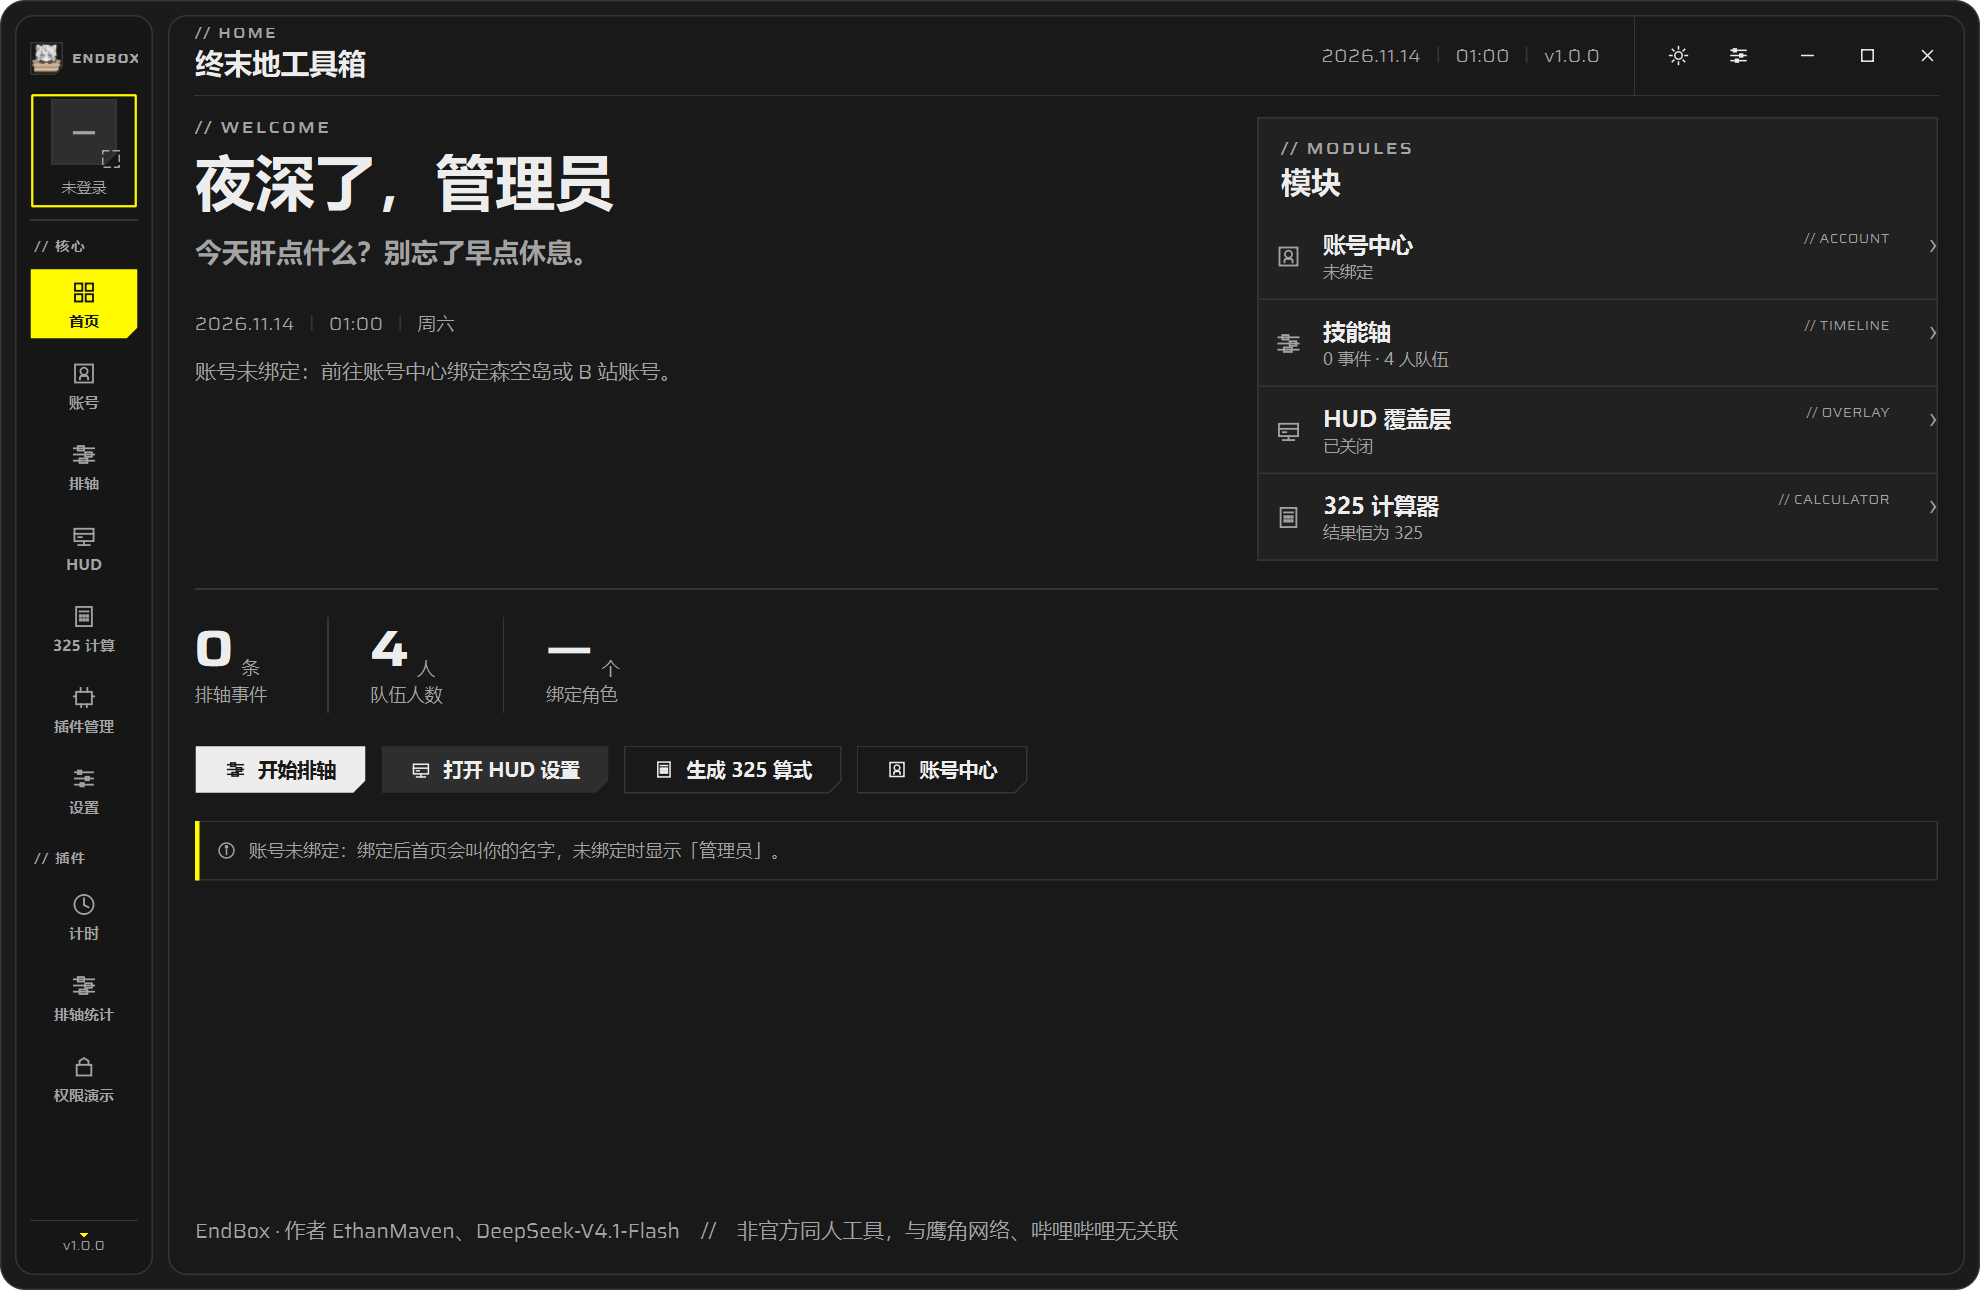 ENDBOX
未登录
// 核心
首页
账号
排轴
HUD
325 计算
插件管理
设置
// 插件
计时
排轴统计
权限演示
v1.0.0
// HOME
终末地工具箱
2026.11.14
01:00
v1.0.0
// WELCOME
夜深了，管理员
今天肝点什么？别忘了早点休息。
2026.11.14
01:00
周六
账号未绑定：前往账号中心绑定森空岛或 B 站账号。
// MODULES
模块
账号中心
// ACCOUNT
未绑定
技能轴
// TIMELINE
0 事件 · 4 人队伍
HUD 覆盖层
// OVERLAY
已关闭
325 计算器
// CALCULATOR
结果恒为 325
0 条
排轴事件
4 人
队伍人数
— 个
绑定角色
开始排轴
打开 HUD 设置
生成 325 算式
账号中心
账号未绑定：绑定后首页会叫你的名字，未绑定时显示「管理员」。
EndBox · 作者 EthanMaven、DeepSeek-V4.1-Flash // 非官方同人工具，与鹰角网络、哔哩哔哩无关联